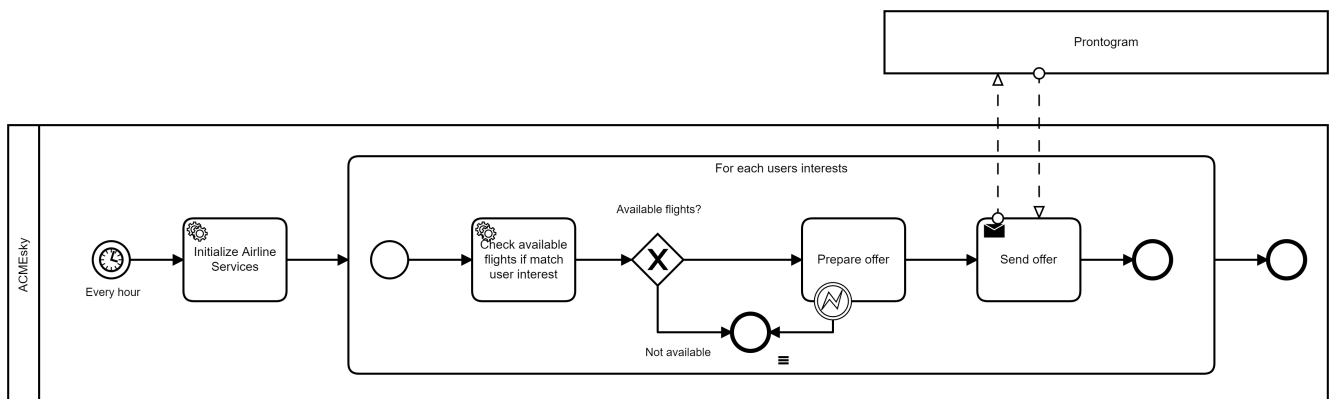 Prontogram
ACMEsky
For each users interests
Available flights?
Every hour
Initialize Airline
Services
Check available
flights if match
user interest
Prepare offer
Send offer
Not available